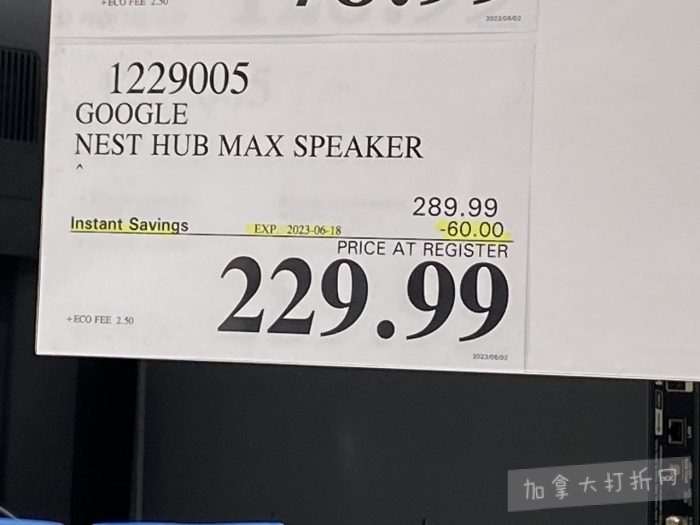 +ECO FEE 2.50
2023/06/02
1229005
GOOGLE
NEST HUB MAX SPEAKER
^
289.99
Instant Savings EXP. 2023-06-18 -60.00
PRICE AT REGISTER
229.99
+ECO FEE 2.50
2023/06/02
加拿大打折网